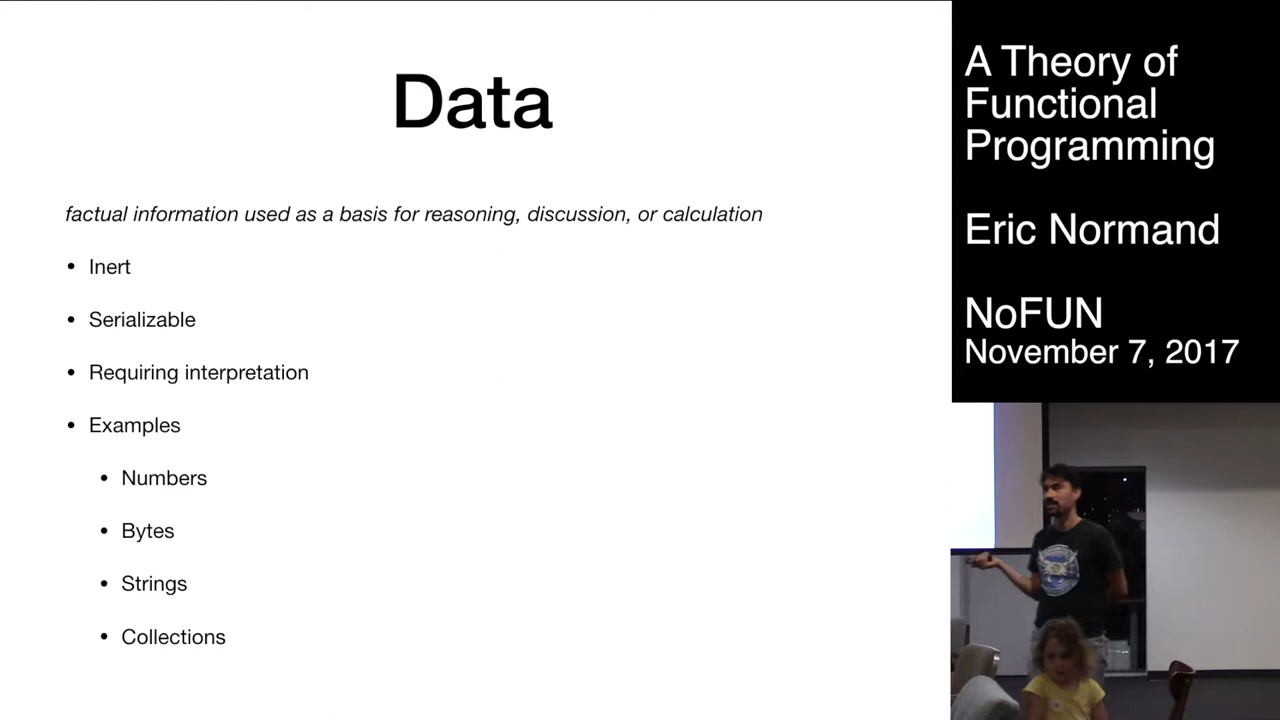 Data
factual information used as a basis for reasoning, discussion, or calculation
• Inert
• Serializable
• Requiring interpretation
• Examples
• Numbers
• Bytes
• Strings
• Collections
A Theory of
Functional
Programming
Eric Normand
NoFUN
November 7, 2017